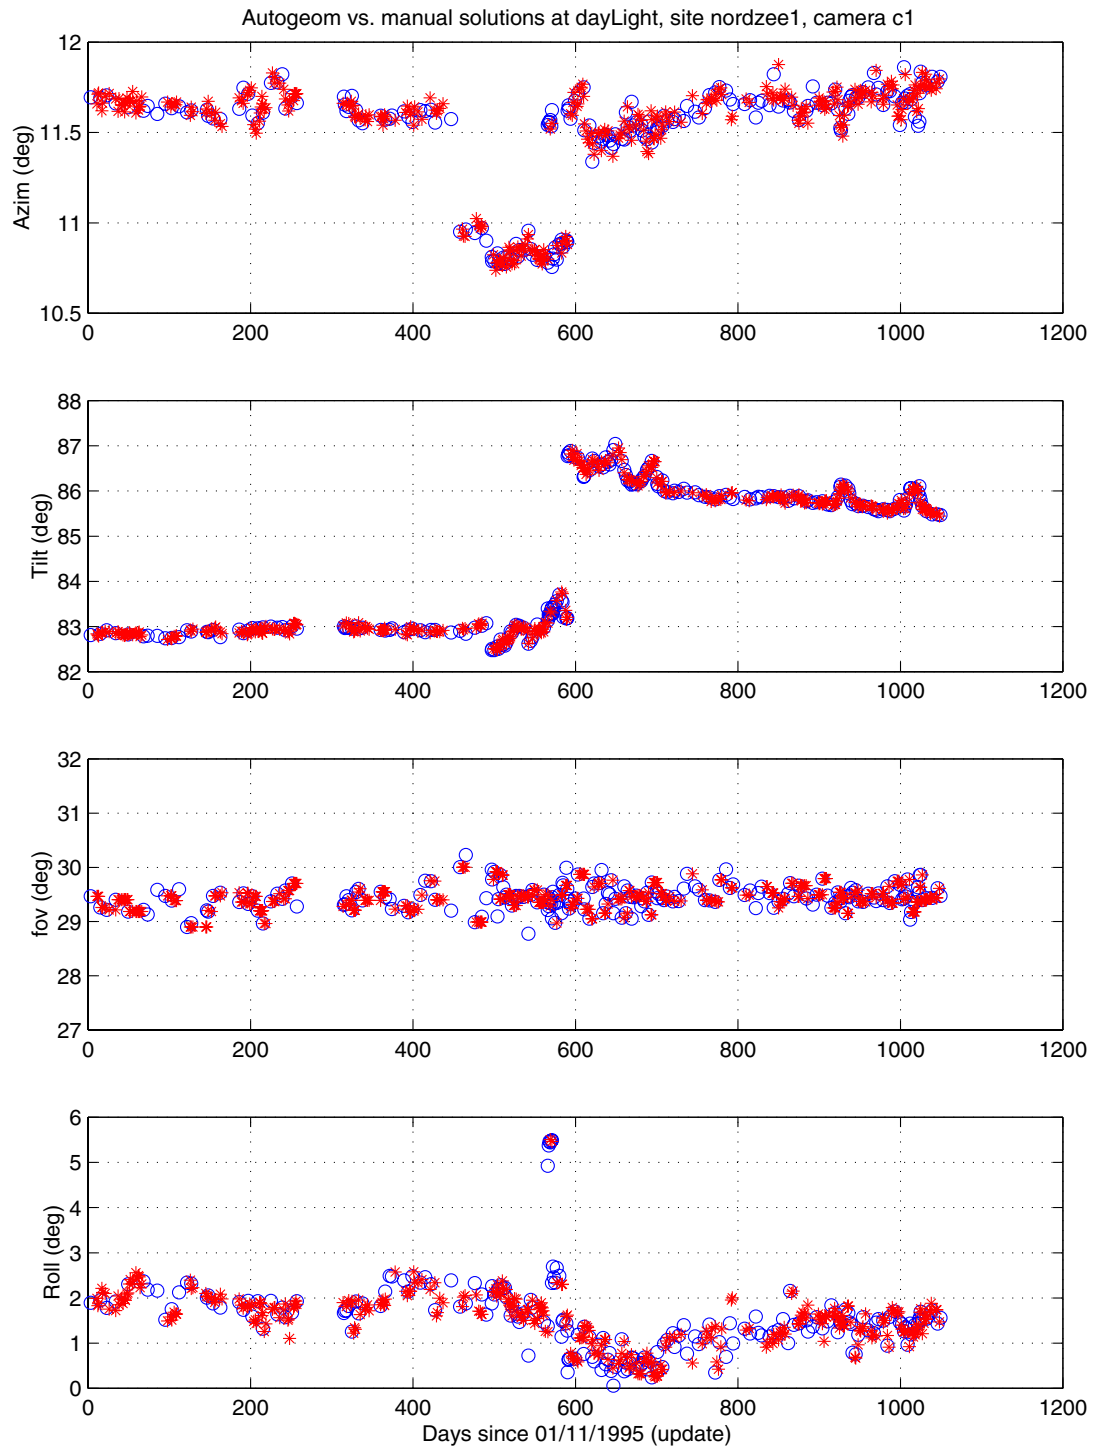 Autogeom vs. manual solutions at dayLight, site nordzee1, camera c1
12
11.5
11
10.5
Azim (deg)
0 200 400 600 800 1000 1200
88
87
86
85
84
83
82
Tilt (deg)
0 200 400 600 800 1000 1200
32
31
30
29
28
27
fov (deg)
0 200 400 600 800 1000 1200
6
5
4
3
2
1
0
Roll (deg)
0 200 400 600 800 1000 1200
Days since 01/11/1995 (update)